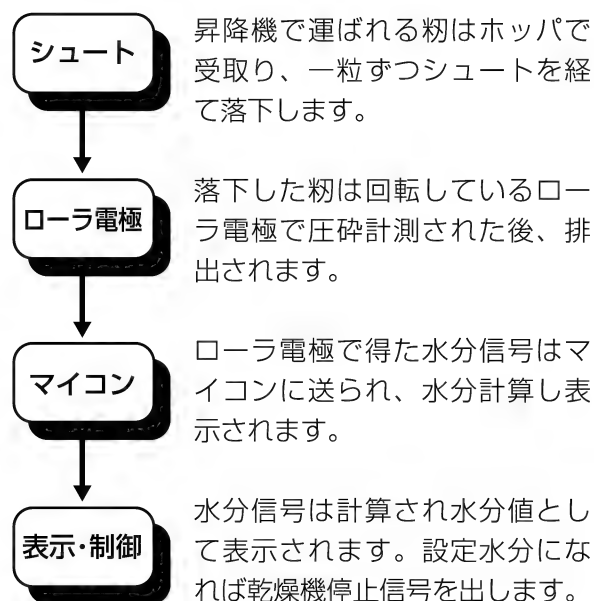 シュート
昇降機で運ばれる籾はホッパで
受取り、一粒ずつシュートを経
て落下します。
ローラ電極
落下した籾は回転しているロー
ラ電極で圧砕計測された後、排
出されます。
マイコン
ローラ電極で得た水分信号はマ
イコンに送られ、水分計算し表
示されます。
表示・制御
水分信号は計算され水分値とし
て表示されます。設定水分にな
れば乾燥機停止信号を出します。